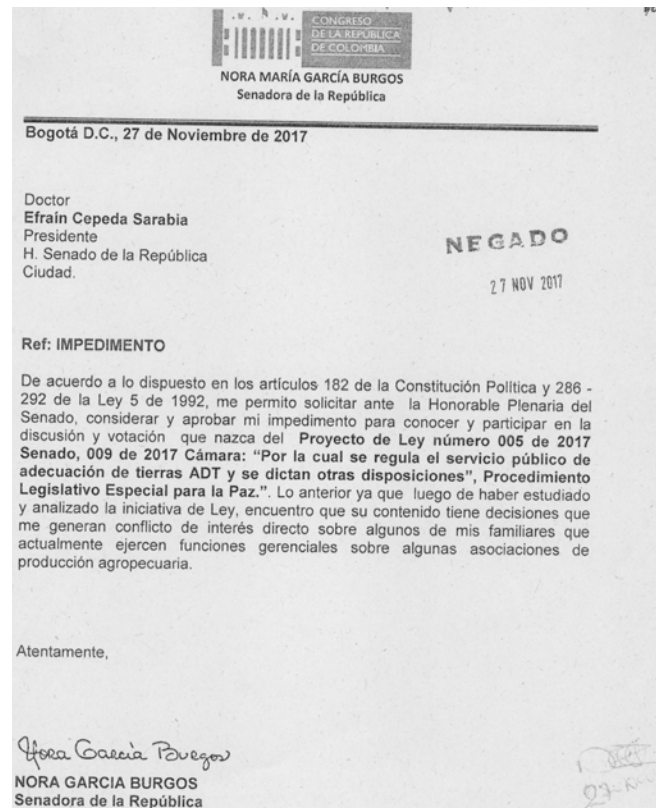 CONGRESO
DE LA REPÚBLICA
DE COLOMBIA
NORA MARÍA GARCÍA BURGOS
Senadora de la República
Bogotá D.C., 27 de Noviembre de 2017
Doctor
Efraín Cepeda Sarabia
Presidente
H. Senado de la República
Ciudad.
NEGADO
27 NOV 2017
Ref: IMPEDIMENTO
De acuerdo a lo dispuesto en los artículos 182 de la Constitución Política y 286 -
292 de la Ley 5 de 1992, me permito solicitar ante la Honorable Plenaria del
Senado, considerar y aprobar mi impedimento para conocer y participar en la
discusión y votación que nazca del Proyecto de Ley número 005 de 2017
Senado, 009 de 2017 Cámara: “Por la cual se regula el servicio público de
adecuación de tierras ADT y se dictan otras disposiciones”, Procedimiento
Legislativo Especial para la Paz.”. Lo anterior ya que luego de haber estudiado
y analizado la iniciativa de Ley, encuentro que su contenido tiene decisiones que
me generan conflicto de interés directo sobre algunos de mis familiares que
actualmente ejercen funciones gerenciales sobre algunas asociaciones de
producción agropecuaria.
Atentamente,
Nora García Burgos
NORA GARCIA BURGOS
Senadora de la República